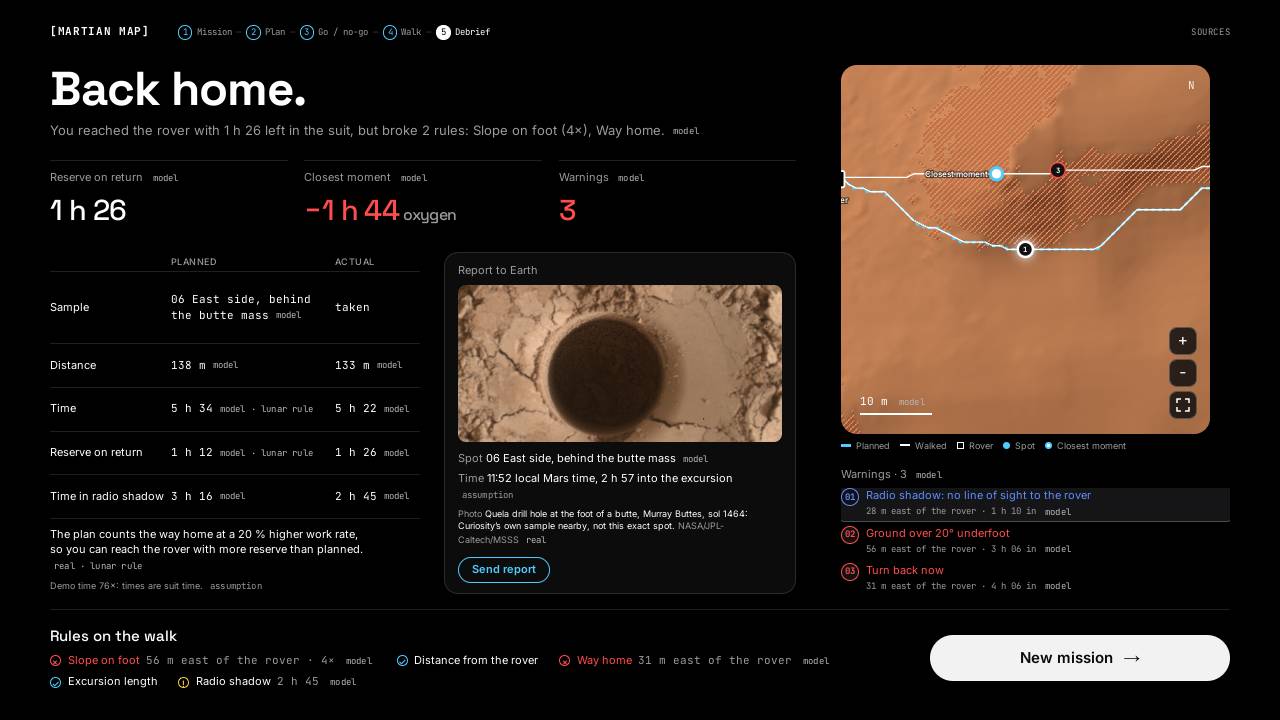 [MARTIAN MAP]
1 Mission – 2 Plan – 3 Go / no-go – 4 Walk – 5 Debrief
SOURCES
Back home.
You reached the rover with 1 h 26 left in the suit, but broke 2 rules: Slope on foot (4×), Way home. model
Reserve on return model
1 h 26
Closest moment model
−1 h 44 oxygen
Warnings model
3
PLANNED ACTUAL
Sample 06 East side, behind the butte mass model taken
Distance 138 m model 133 m model
Time 5 h 34 model · lunar rule 5 h 22 model
Reserve on return 1 h 12 model · lunar rule 1 h 26 model
Time in radio shadow 3 h 16 model 2 h 45 model
The plan counts the way home at a 20 % higher work rate,
so you can reach the rover with more reserve than planned.
real · lunar rule
Demo time 76×: times are suit time. assumption
Report to Earth
Spot 06 East side, behind the butte mass model
Time 11:52 local Mars time, 2 h 57 into the excursion
assumption
Photo Quela drill hole at the foot of a butte, Murray Buttes, sol 1464:
Curiosity's own sample nearby, not this exact spot. NASA/JPL-
Caltech/MSSS real
Send report
N
Closest moment
3
er
1
+
−
10 m model
Planned Walked Rover Spot Closest moment
Warnings · 3 model
01 Radio shadow: no line of sight to the rover
28 m east of the rover · 1 h 10 in model
02 Ground over 20° underfoot
56 m east of the rover · 3 h 06 in model
03 Turn back now
31 m east of the rover · 4 h 06 in model
Rules on the walk
Slope on foot 56 m east of the rover · 4× model Distance from the rover Way home 31 m east of the rover model
Excursion length Radio shadow 2 h 45 model
New mission →